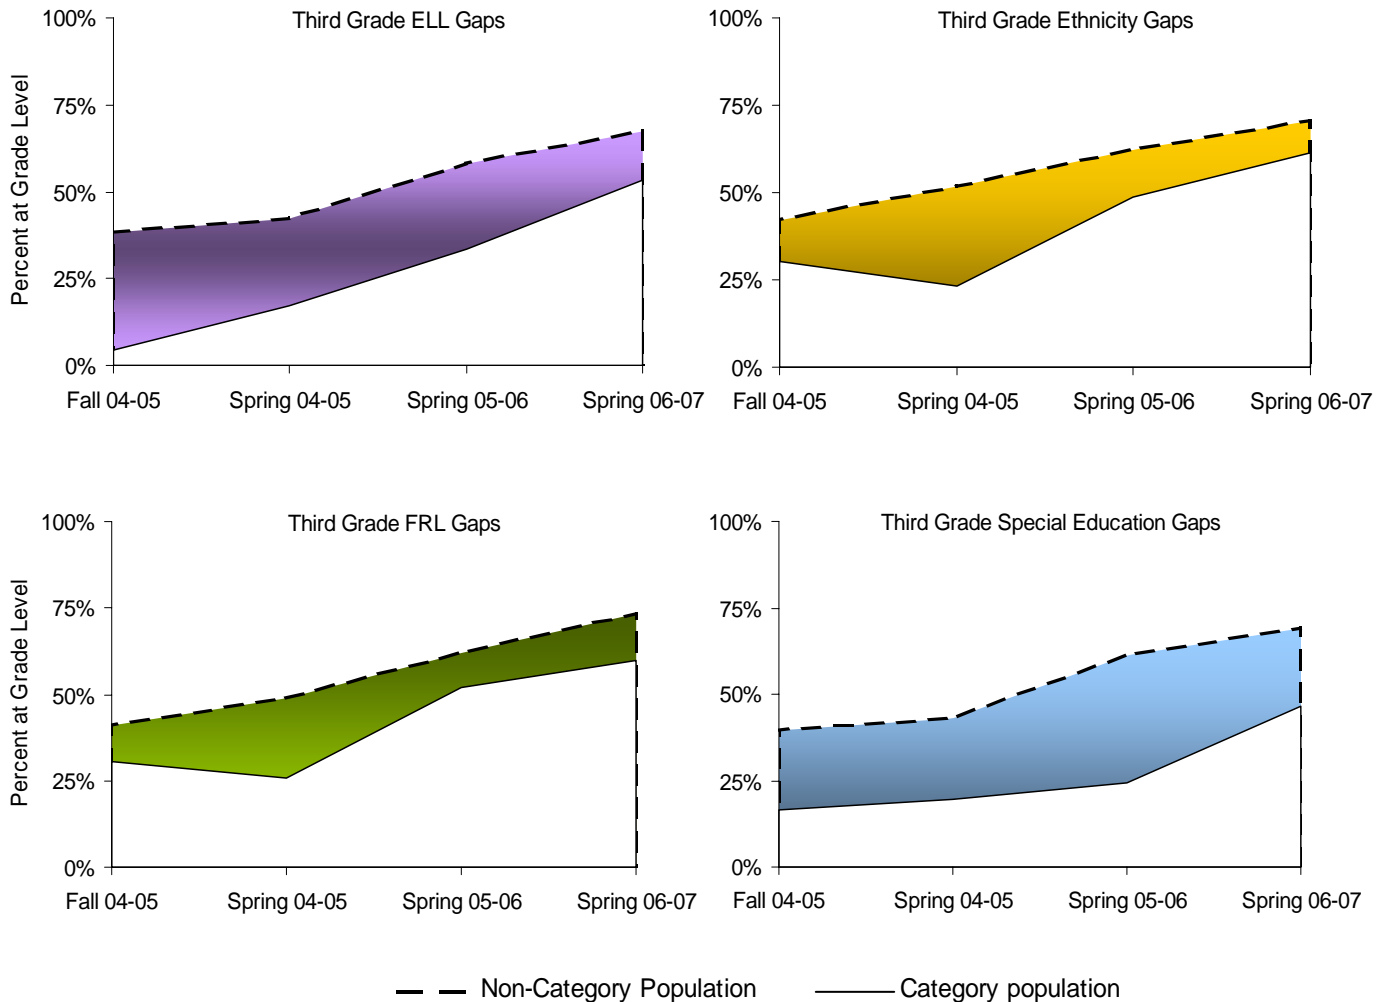 Third Grade ELL Gaps
100%
75%
50%
25%
0%
Percent at Grade Level
Fall 04-05 Spring 04-05 Spring 05-06 Spring 06-07
Third Grade Ethnicity Gaps
100%
75%
50%
25%
0%
Fall 04-05 Spring 04-05 Spring 05-06 Spring 06-07
Third Grade FRL Gaps
100%
75%
50%
25%
0%
Percent at Grade Level
Fall 04-05 Spring 04-05 Spring 05-06 Spring 06-07
Third Grade Special Education Gaps
100%
75%
50%
25%
0%
Fall 04-05 Spring 04-05 Spring 05-06 Spring 06-07
Non-Category Population Category population